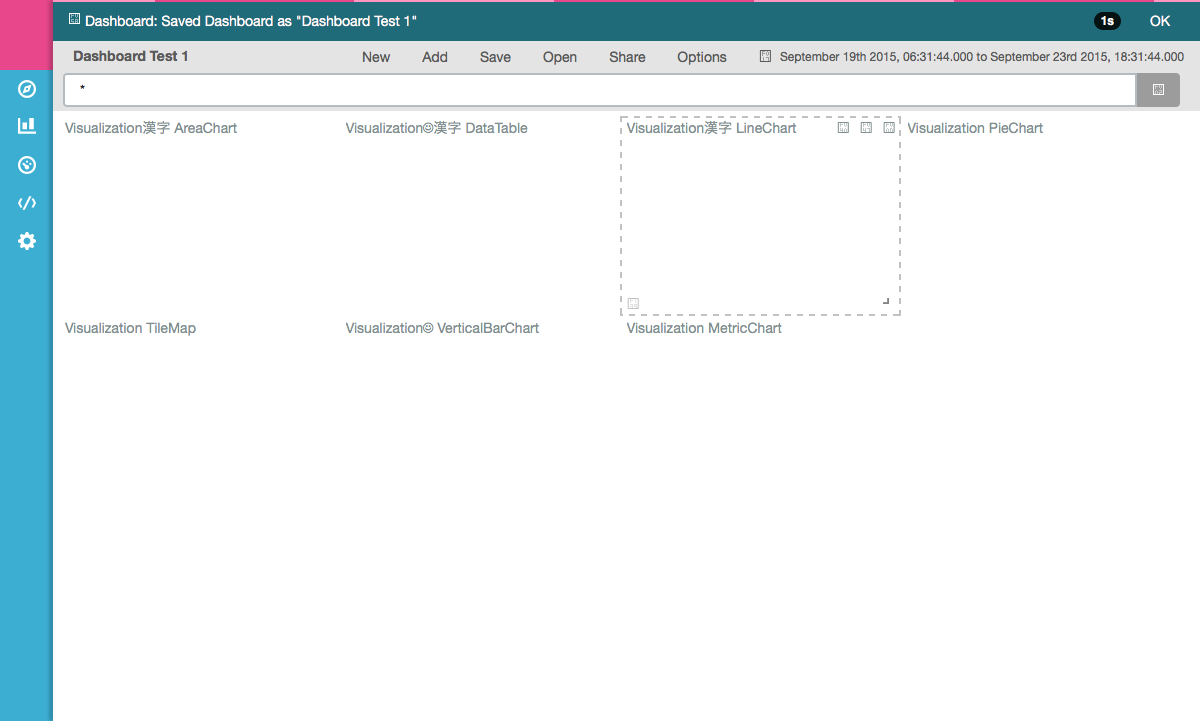 Dashboard: Saved Dashboard as "Dashboard Test 1" 1s OK
Dashboard Test 1 New Add Save Open Share Options September 19th 2015, 06:31:44.000 to September 23rd 2015, 18:31:44.000
*
Visualization漢字 AreaChart Visualization☺漢字 DataTable Visualization漢字 LineChart Visualization PieChart
Visualization TileMap Visualization☺ VerticalBarChart Visualization MetricChart